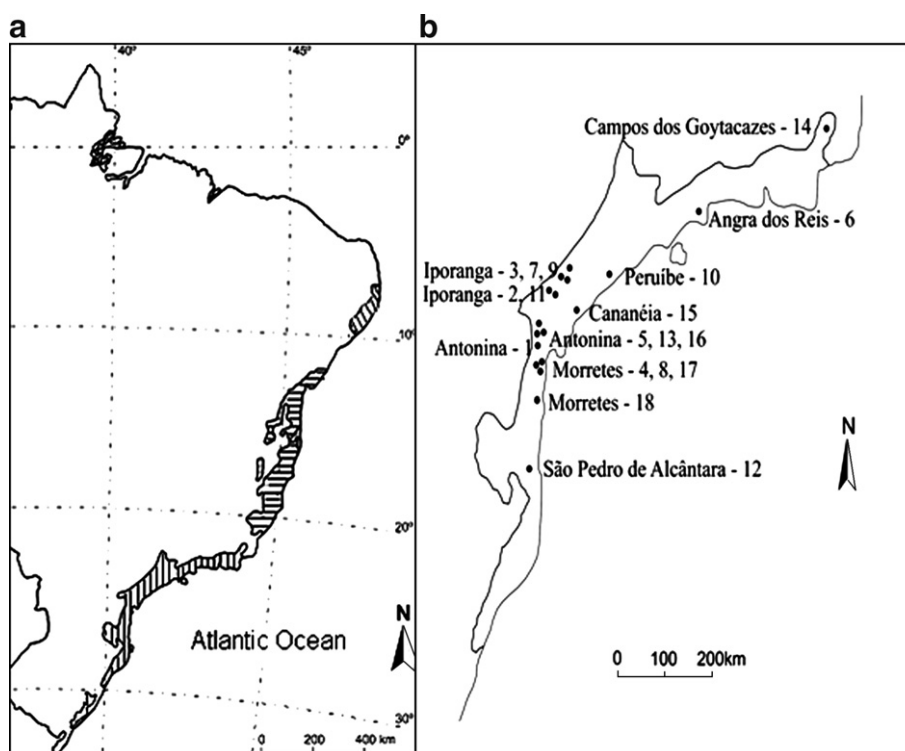 a
40°
45°
0°
10°
20°
30°
N
Atlantic Ocean
0 200 400 km
b
Campos dos Goytacazes - 14
Angra dos Reis - 6
Iporanga - 3, 7, 9
Peruíbe - 10
Iporanga - 2, 11
Cananéia - 15
Antonina - 5, 13, 16
Antonina - 1
Morretes - 4, 8, 17
Morretes - 18
N
São Pedro de Alcântara - 12
0 100 200km